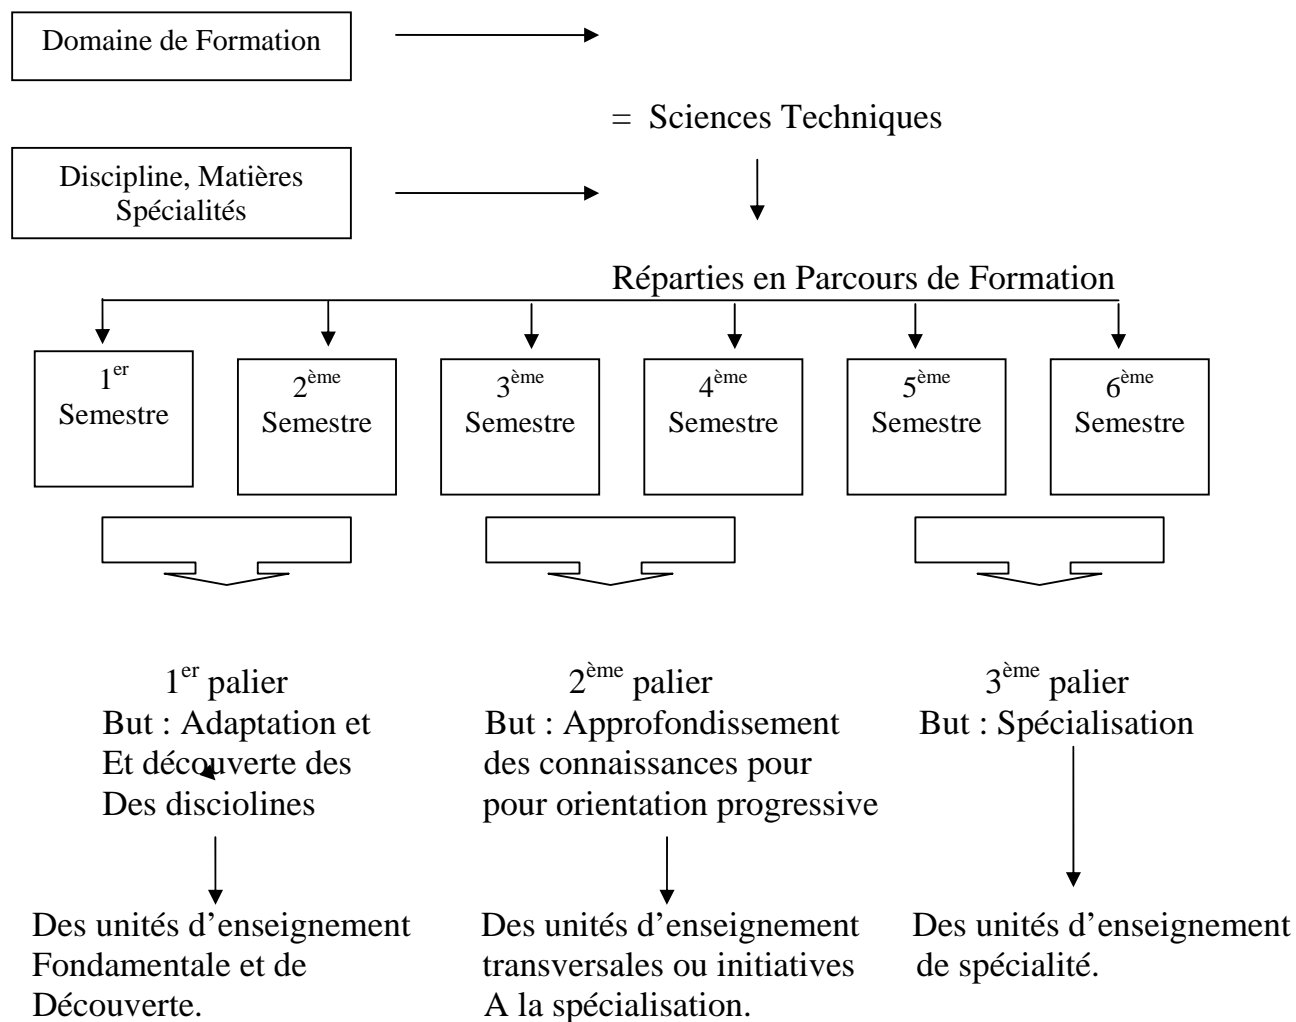 Domaine de Formation
= Sciences Techniques
Discipline, Matières
Spécialités
Réparties en Parcours de Formation
1er
Semestre
2ème
Semestre
3ème
Semestre
4ème
Semestre
5ème
Semestre
6ème
Semestre
1er palier
But : Adaptation et
Et découverte des
Des disciolines
2ème palier
But : Approfondissement
des connaissances pour
pour orientation progressive
3ème palier
But : Spécialisation
Des unités d’enseignement
Fondamentale et de
Découverte.
Des unités d’enseignement
transversales ou initiatives
A la spécialisation.
Des unités d’enseignement
de spécialité.